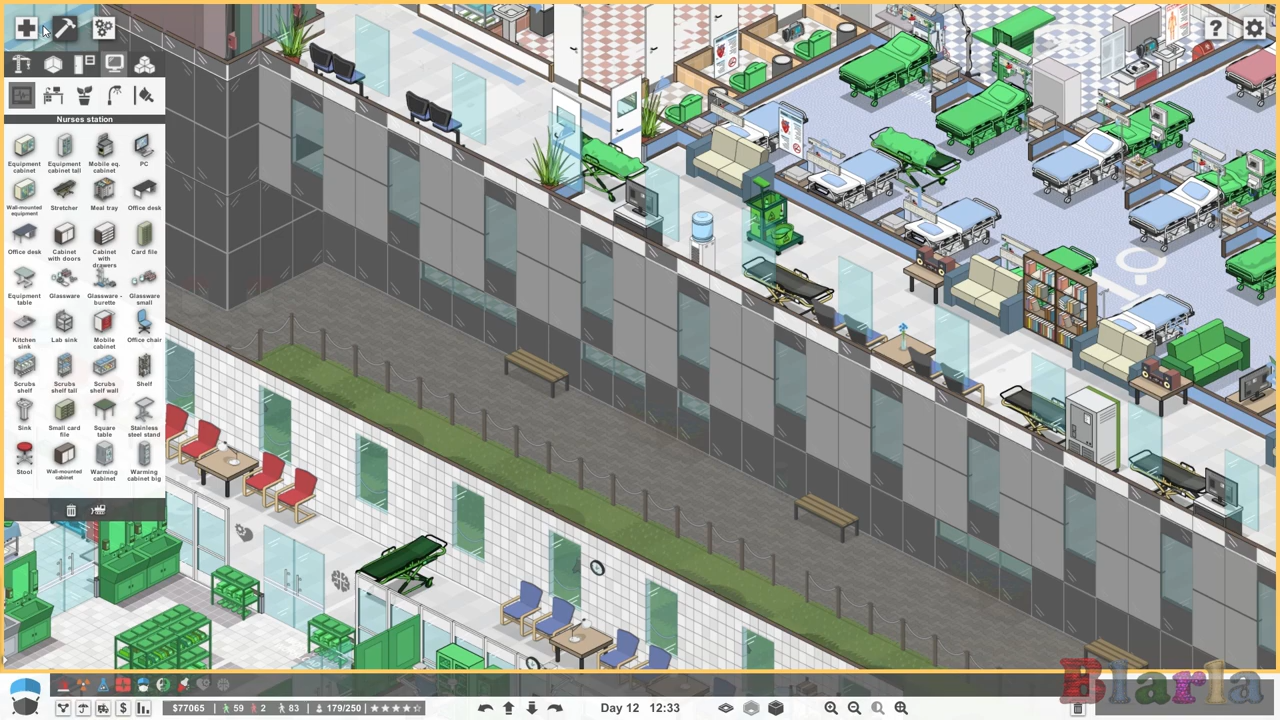 ?
Nurses station
Equipment cabinet
Equipment cabinet tall
Mobile eq. cabinet
PC
Wall-mounted equipment
Stretcher
Meal tray
Office desk
Office desk
Cabinet with doors
Cabinet with drawers
Card file
Equipment table
Glassware
Glassware - burette
Glassware small
Kitchen sink
Lab sink
Mobile cabinet
Office chair
Scrubs shelf
Scrubs shelf tall
Scrubs shelf wall
Shelf
Sink
Small card file
Square table
Stainless steel stand
Stool
Wall-mounted cabinet
Warming cabinet
Warming cabinet big
Blarla
$77065 | 59 2 | 83 | 179/250 |
Day 12 12:33